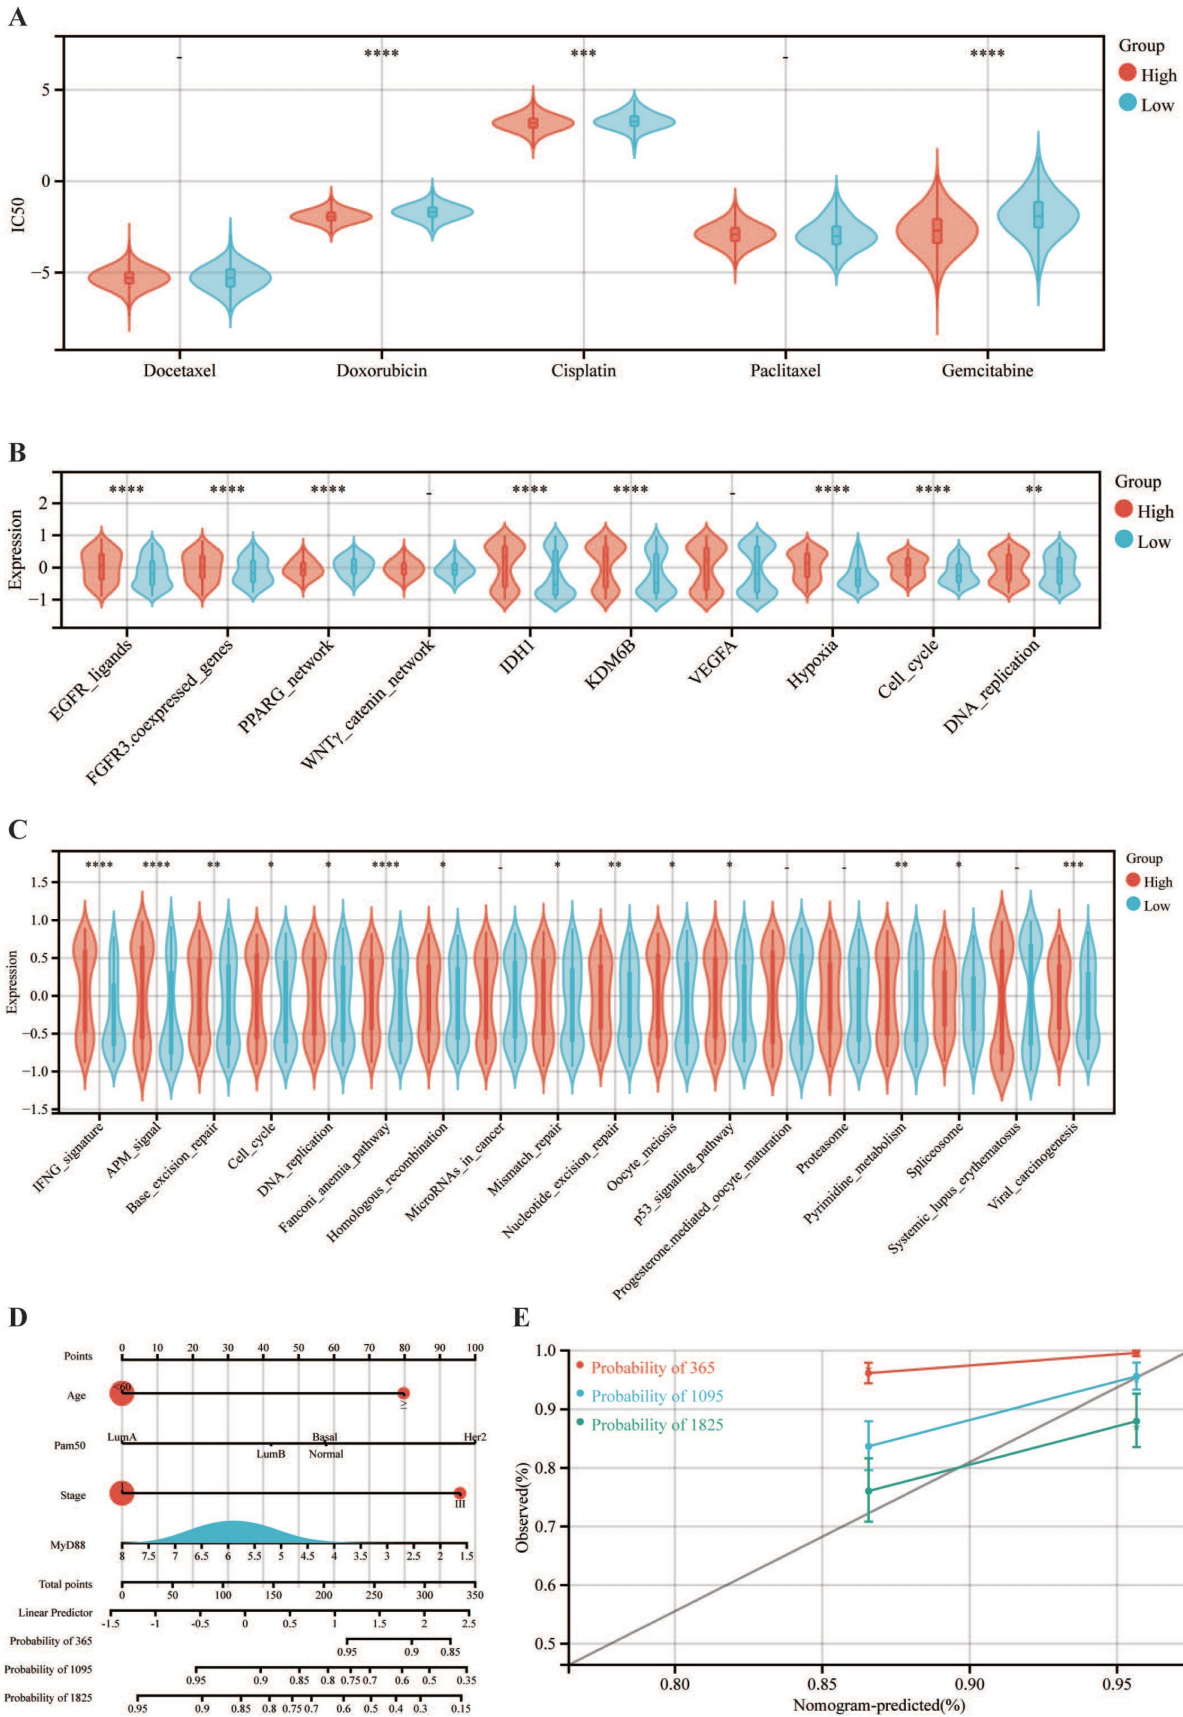 A
- **** *** - ****
Group
High
Low
IC50
5
0
−5
Docetaxel Doxorubicin Cisplatin Paclitaxel Gemcitabine
B
**** **** **** - **** **** - **** **** **
Group
High
Low
Expression
2
1
0
−1
EGFR_ligands
FGFR3.coexpressed_genes
PPARG_network
WNTγ_catenin_network
IDH1
KDM6B
VEGFA
Hypoxia
Cell_cycle
DNA_replication
C
**** **** ** * * **** * - * ** * * - - ** * - ***
Group
High
Low
Expression
1.5
1.0
0.5
0.0
−0.5
−1.0
−1.5
IFNG_signature
APM_signal
Base_excision_repair
Cell_cycle
DNA_replication
Fanconi_anemia_pathway
Homologous_recombination
MicroRNAs_in_cancer
Mismatch_repair
Nucleotide_excision_repair
Oocyte_meiosis
p53_signaling_pathway
Progesterone.mediated_oocyte_maturation
Proteasome
Pyrimidine_metabolism
Spliceosome
Systemic_lupus_erythematosus
Viral_carcinogenesis
D
0 10 20 30 40 50 60 70 80 90 100
Points
<60
Age
≥
LumA Basal Her2
Pam50
LumB Normal
I
Stage
III
MyD88
8 7.5 7 6.5 6 5.5 5 4.5 4 3.5 3 2.5 2 1.5
Total points
0 50 100 150 200 250 300 350
Linear Predictor
-1.5 -1 -0.5 0 0.5 1 1.5 2 2.5
Probability of 365
0.95 0.9 0.85
Probability of 1095
0.95 0.9 0.85 0.8 0.75 0.7 0.6 0.5 0.35
Probability of 1825
0.95 0.9 0.85 0.8 0.75 0.7 0.6 0.5 0.4 0.3 0.15
E
Probability of 365
Probability of 1095
Probability of 1825
Observed(%)
1.0
0.9
0.8
0.7
0.6
0.5
0.80 0.85 0.90 0.95
Nomogram-predicted(%)